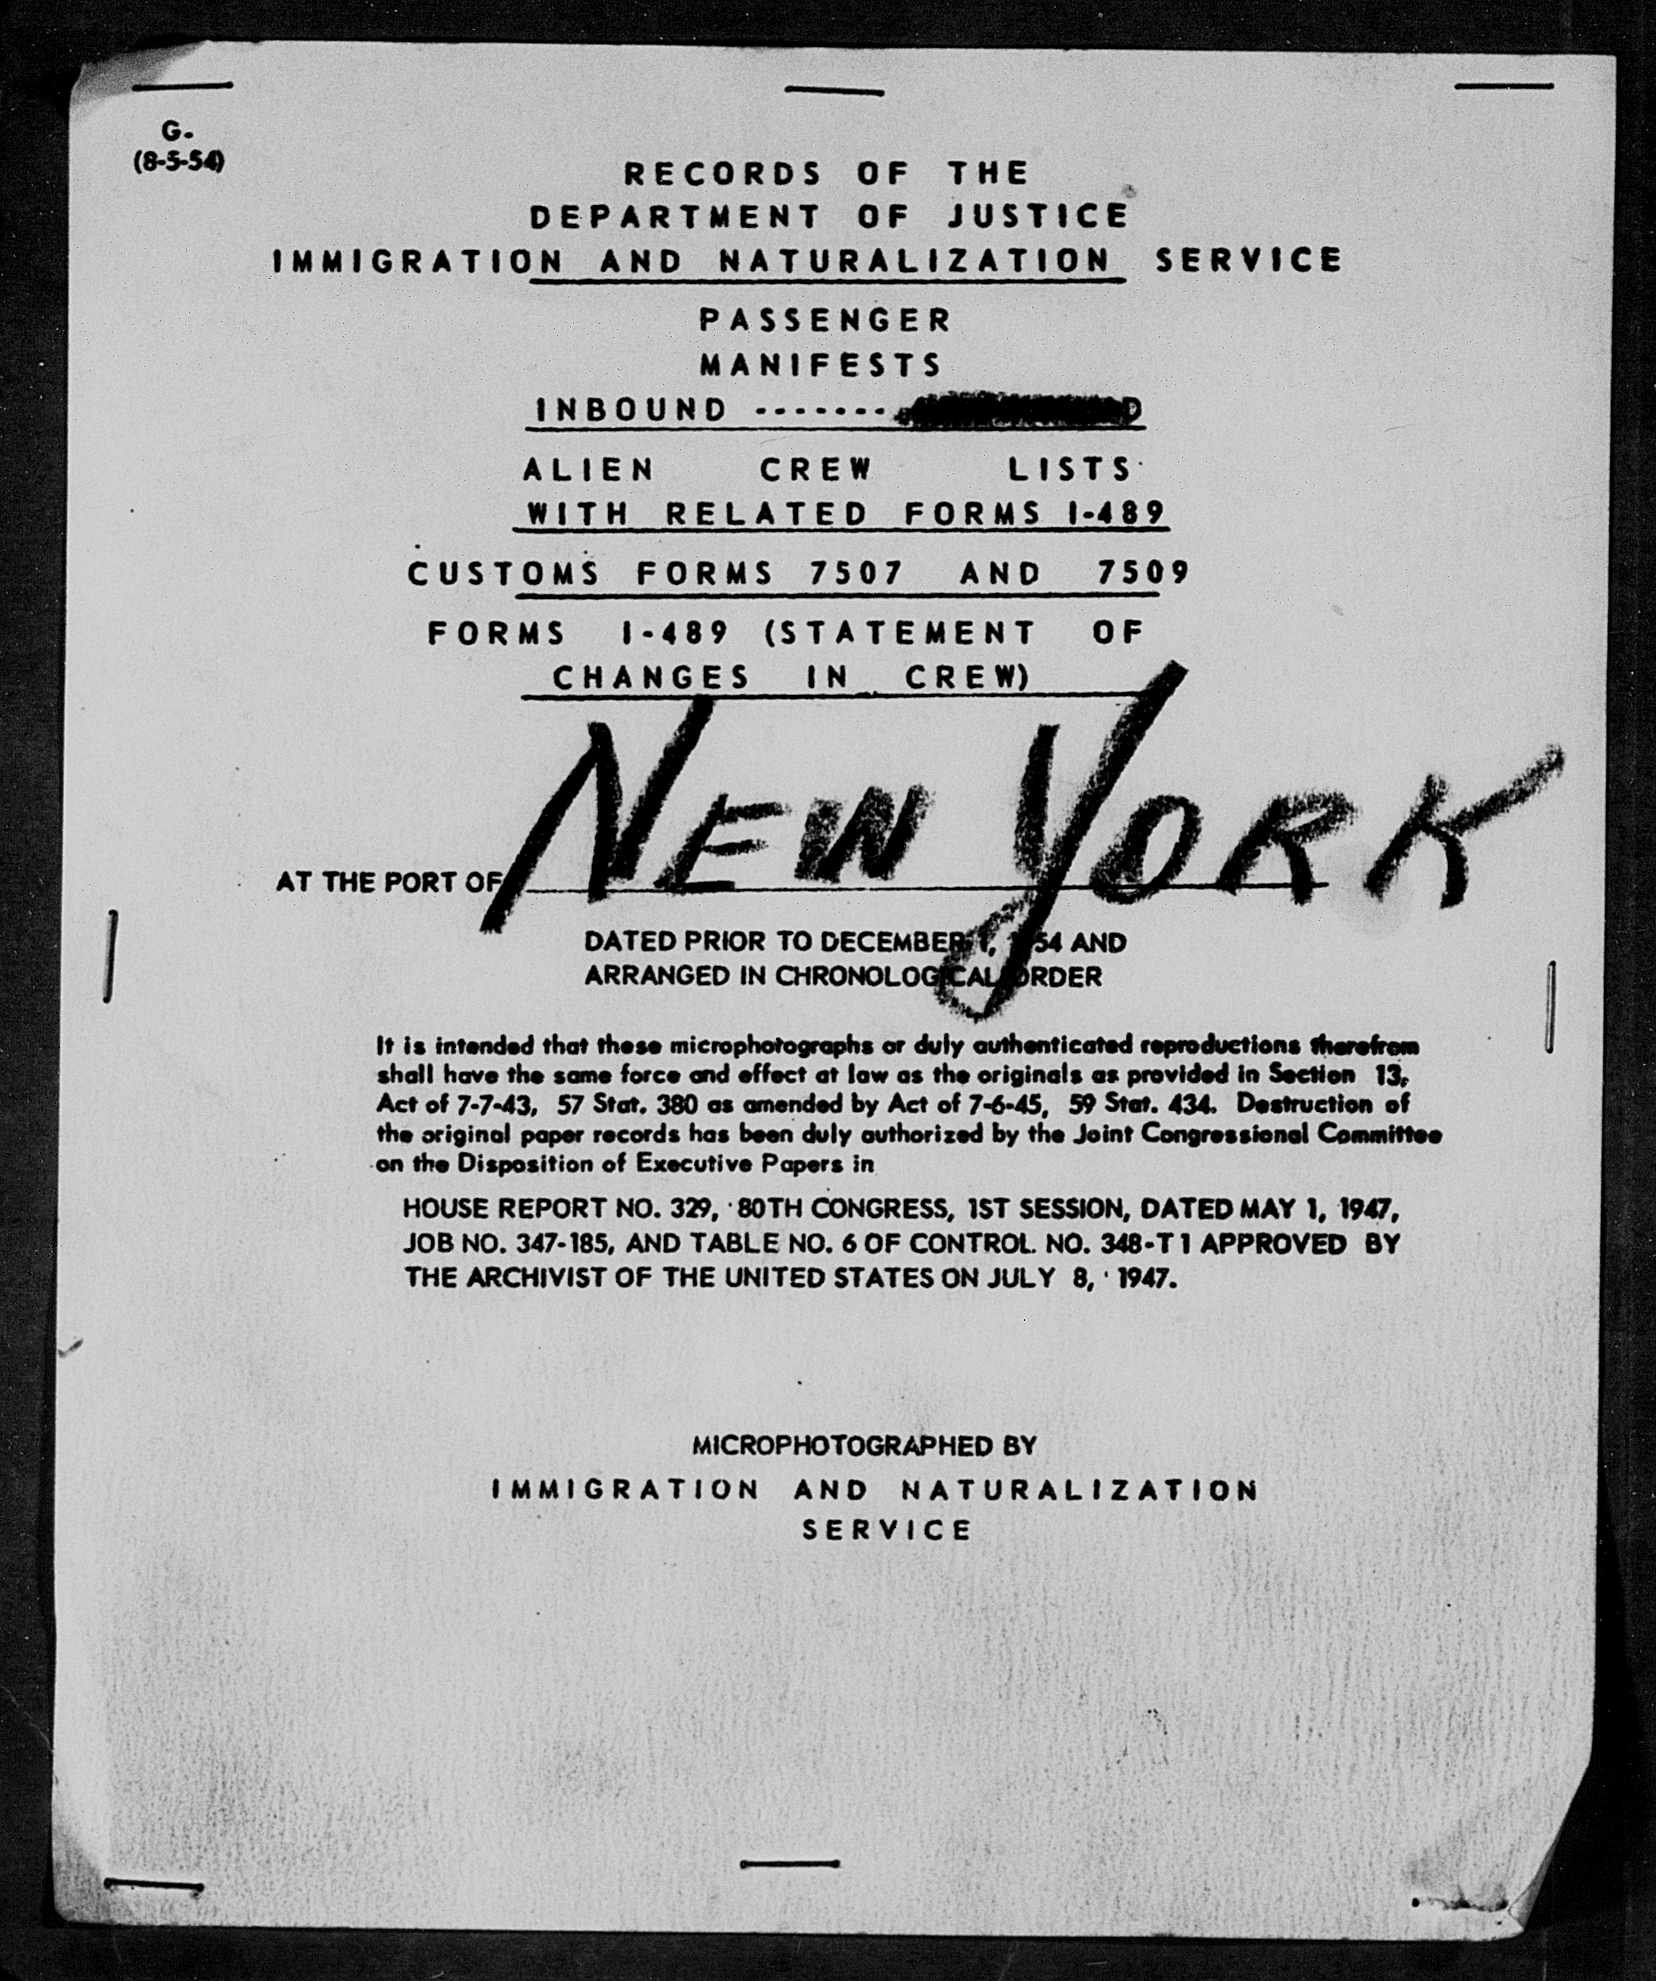 G.
(8-5-54)
RECORDS OF THE
DEPARTMENT OF JUSTICE
IMMIGRATION AND NATURALIZATION SERVICE
PASSENGER
MANIFESTS
INBOUND -------
ALIEN CREW LISTS
WITH RELATED FORMS I-489
CUSTOMS FORMS 7507 AND 7509
FORMS I-489 (STATEMENT OF
CHANGES IN CREW)
AT THE PORT OF NEW YORK
DATED PRIOR TO DECEMBER 1, 1954 AND
ARRANGED IN CHRONOLOGICAL ORDER
It is intended that these microphotographs or duly authenticated reproductions therefrom
shall have the same force and effect at law as the originals as provided in Section 13,
Act of 7-7-43, 57 Stat. 380 as amended by Act of 7-6-45, 59 Stat. 434. Destruction of
the original paper records has been duly authorized by the Joint Congressional Committee
on the Disposition of Executive Papers in
HOUSE REPORT NO. 329, 80TH CONGRESS, 1ST SESSION, DATED MAY 1, 1947,
JOB NO. 347-185, AND TABLE NO. 6 OF CONTROL NO. 348-T1 APPROVED BY
THE ARCHIVIST OF THE UNITED STATES ON JULY 8, 1947.
MICROPHOTOGRAPHED BY
IMMIGRATION AND NATURALIZATION
SERVICE